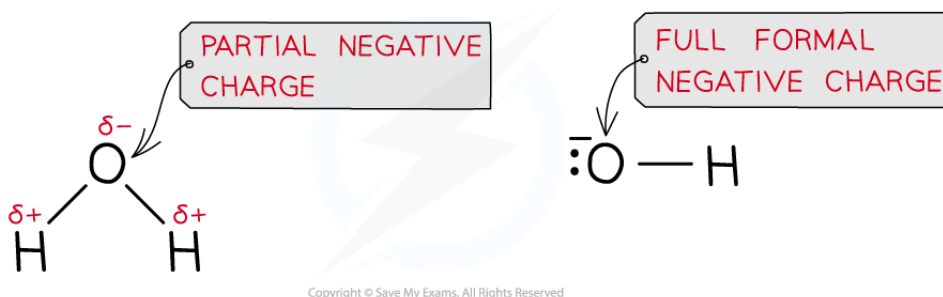 PARTIAL NEGATIVE
CHARGE
δ-
O
δ+
δ+
H
H
FULL FORMAL
NEGATIVE CHARGE
:Ō — H
Copyright © Save My Exams. All Rights Reserved